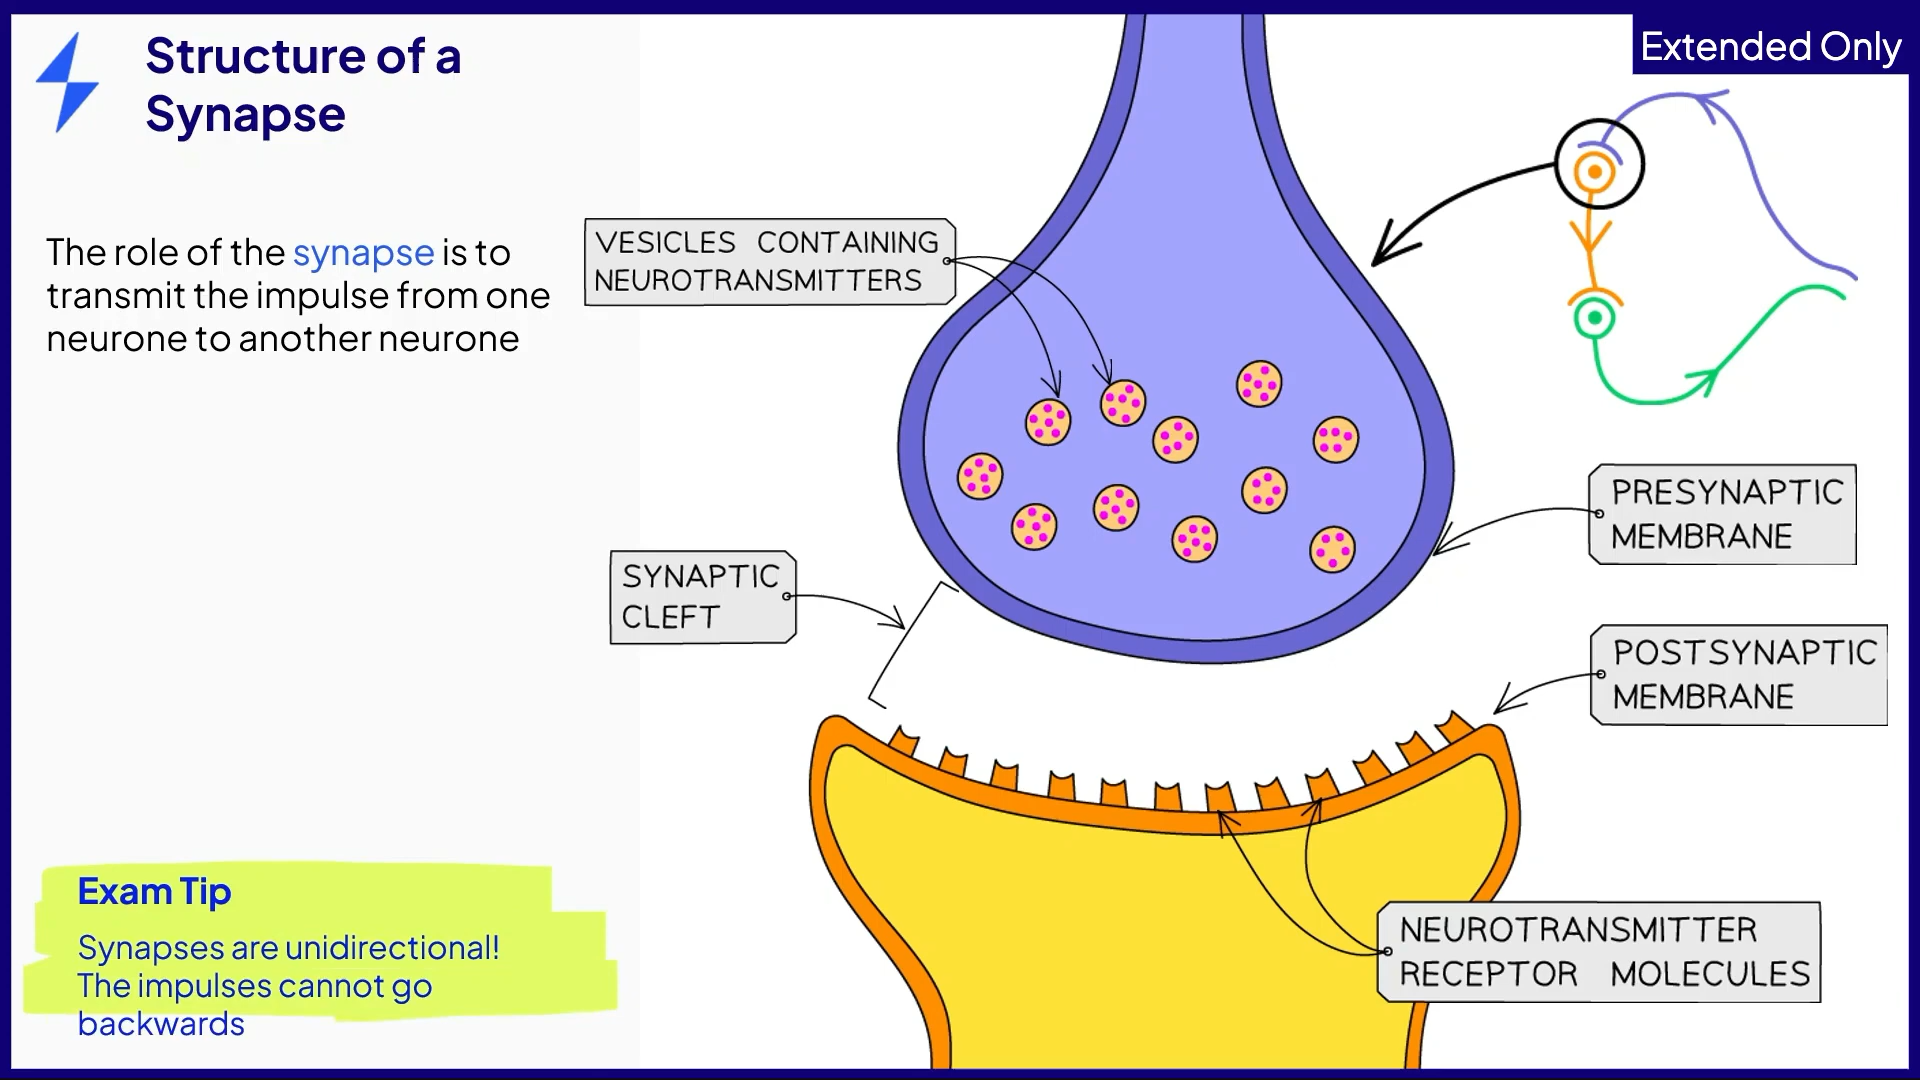 Structure of a
Synapse
Extended Only
The role of the synapse is to
transmit the impulse from one
neurone to another neurone
VESICLES CONTAINING
NEUROTRANSMITTERS
PRESYNAPTIC
MEMBRANE
SYNAPTIC
CLEFT
POSTSYNAPTIC
MEMBRANE
NEUROTRANSMITTER
RECEPTOR MOLECULES
Exam Tip
Synapses are unidirectional!
The impulses cannot go
backwards